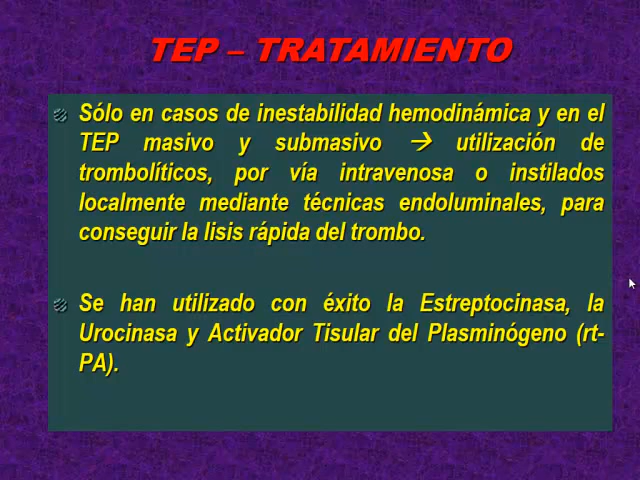 TEP – TRATAMIENTO
Sólo en casos de inestabilidad hemodinámica y en el
TEP masivo y submasivo → utilización de
trombolíticos, por vía intravenosa o instilados
localmente mediante técnicas endoluminales, para
conseguir la lisis rápida del trombo.
Se han utilizado con éxito la Estreptocinasa, la
Urocinasa y Activador Tisular del Plasminógeno (rt-
PA).